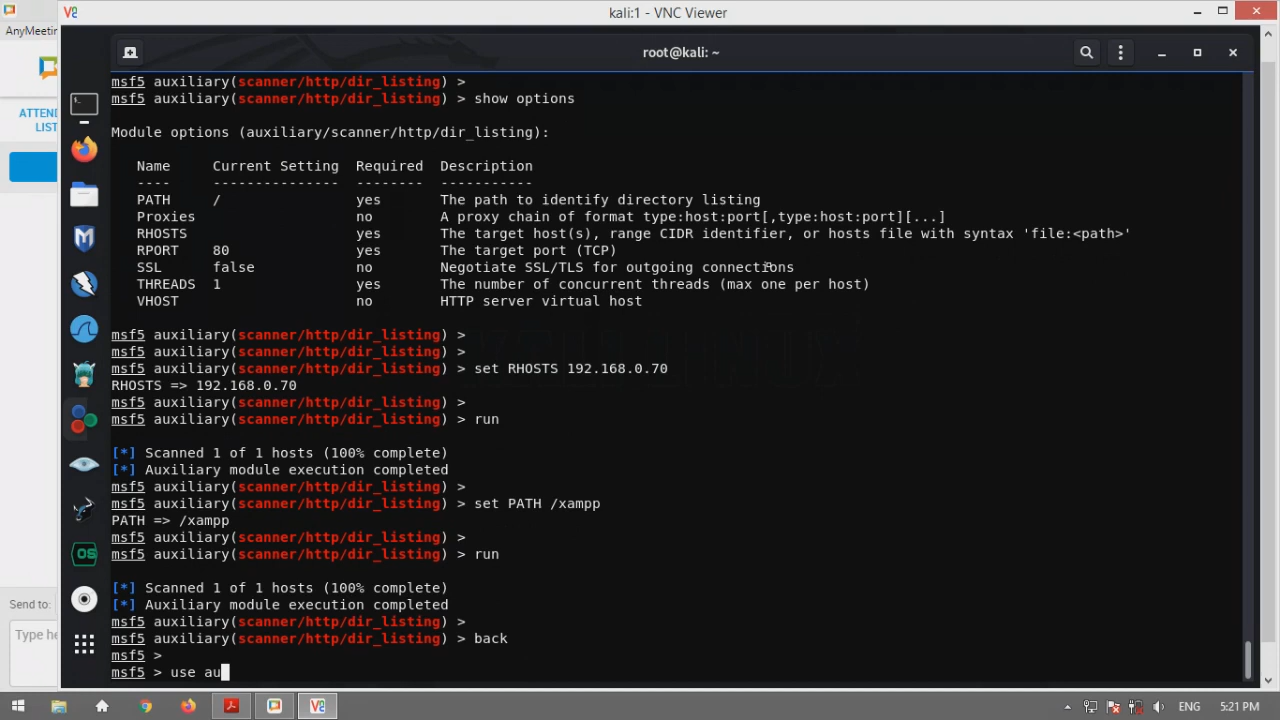 kali:1 - VNC Viewer
AnyMeetin
root@kali: ~
ATTEND
LIST
msf5 auxiliary(scanner/http/dir_listing) >
msf5 auxiliary(scanner/http/dir_listing) > show options
Module options (auxiliary/scanner/http/dir_listing):
Name Current Setting Required Description
---- --------------- -------- -----------
PATH / yes The path to identify directory listing
Proxies no A proxy chain of format type:host:port[,type:host:port][...]
RHOSTS yes The target host(s), range CIDR identifier, or hosts file with syntax 'file:<path>'
RPORT 80 yes The target port (TCP)
SSL false no Negotiate SSL/TLS for outgoing connections
THREADS 1 yes The number of concurrent threads (max one per host)
VHOST no HTTP server virtual host
msf5 auxiliary(scanner/http/dir_listing) >
msf5 auxiliary(scanner/http/dir_listing) >
msf5 auxiliary(scanner/http/dir_listing) > set RHOSTS 192.168.0.70
RHOSTS => 192.168.0.70
msf5 auxiliary(scanner/http/dir_listing) >
msf5 auxiliary(scanner/http/dir_listing) > run
[*] Scanned 1 of 1 hosts (100% complete)
[*] Auxiliary module execution completed
msf5 auxiliary(scanner/http/dir_listing) >
msf5 auxiliary(scanner/http/dir_listing) > set PATH /xampp
PATH => /xampp
msf5 auxiliary(scanner/http/dir_listing) >
msf5 auxiliary(scanner/http/dir_listing) > run
[*] Scanned 1 of 1 hosts (100% complete)
[*] Auxiliary module execution completed
msf5 auxiliary(scanner/http/dir_listing) >
msf5 auxiliary(scanner/http/dir_listing) > back
msf5 >
msf5 > use au
Send to:
Type he
OS
ENG 5:21 PM